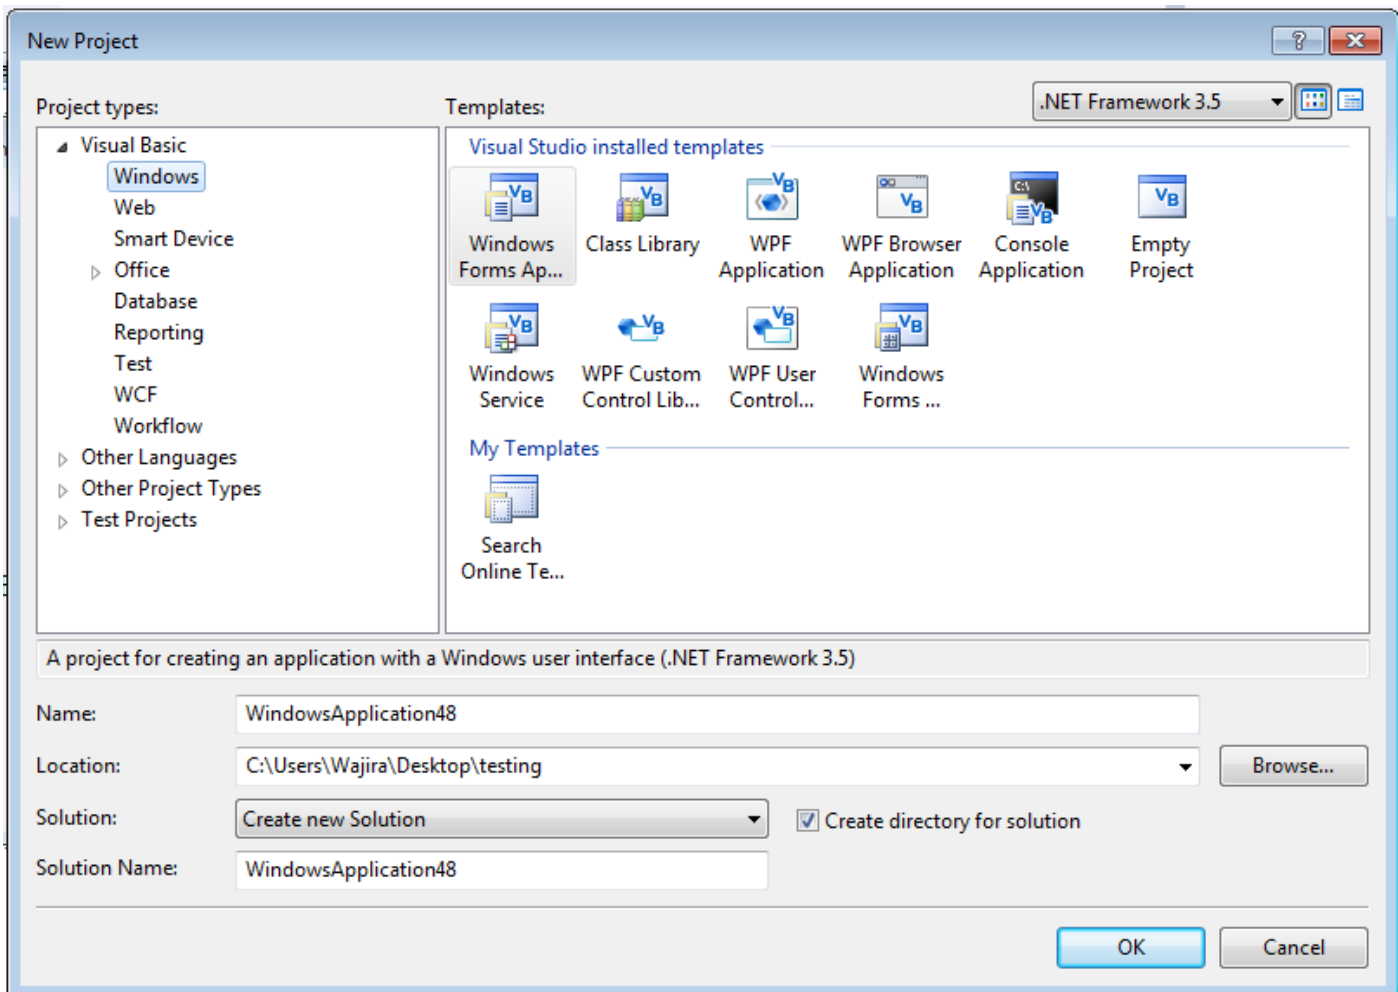 New Project
Project types:
Templates:
.NET Framework 3.5
Visual Basic
Windows
Web
Smart Device
Office
Database
Reporting
Test
WCF
Workflow
Other Languages
Other Project Types
Test Projects
Visual Studio installed templates
Windows
Forms Ap...
Class Library
WPF
Application
WPF Browser
Application
Console
Application
Empty
Project
Windows
Service
WPF Custom
Control Lib...
WPF User
Control...
Windows
Forms ...
My Templates
Search
Online Te...
A project for creating an application with a Windows user interface (.NET Framework 3.5)
Name:
WindowsApplication48
Location:
C:\Users\Wajira\Desktop\testing
Browse...
Solution:
Create new Solution
Create directory for solution
Solution Name:
WindowsApplication48
OK
Cancel